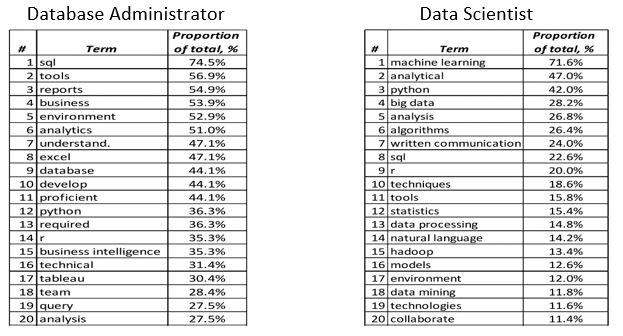 Database Administrator
# Term Proportion of total, %
1 sql 74.5%
2 tools 56.9%
3 reports 54.9%
4 business 53.9%
5 environment 52.9%
6 analytics 51.0%
7 understand. 47.1%
8 excel 47.1%
9 database 44.1%
10 develop 44.1%
11 proficient 44.1%
12 python 36.3%
13 required 36.3%
14 r 35.3%
15 business intelligence 35.3%
16 technical 31.4%
17 tableau 30.4%
18 team 28.4%
19 query 27.5%
20 analysis 27.5%
Data Scientist
# Term Proportion of total, %
1 machine learning 71.6%
2 analytical 47.0%
3 python 42.0%
4 big data 28.2%
5 analysis 26.8%
6 algorithms 26.4%
7 written communication 24.0%
8 sql 22.6%
9 r 20.0%
10 techniques 18.6%
11 tools 15.8%
12 statistics 15.4%
13 data processing 14.8%
14 natural language 14.2%
15 hadoop 13.4%
16 models 12.6%
17 environment 12.0%
18 data mining 11.8%
19 technologies 11.6%
20 collaborate 11.4%